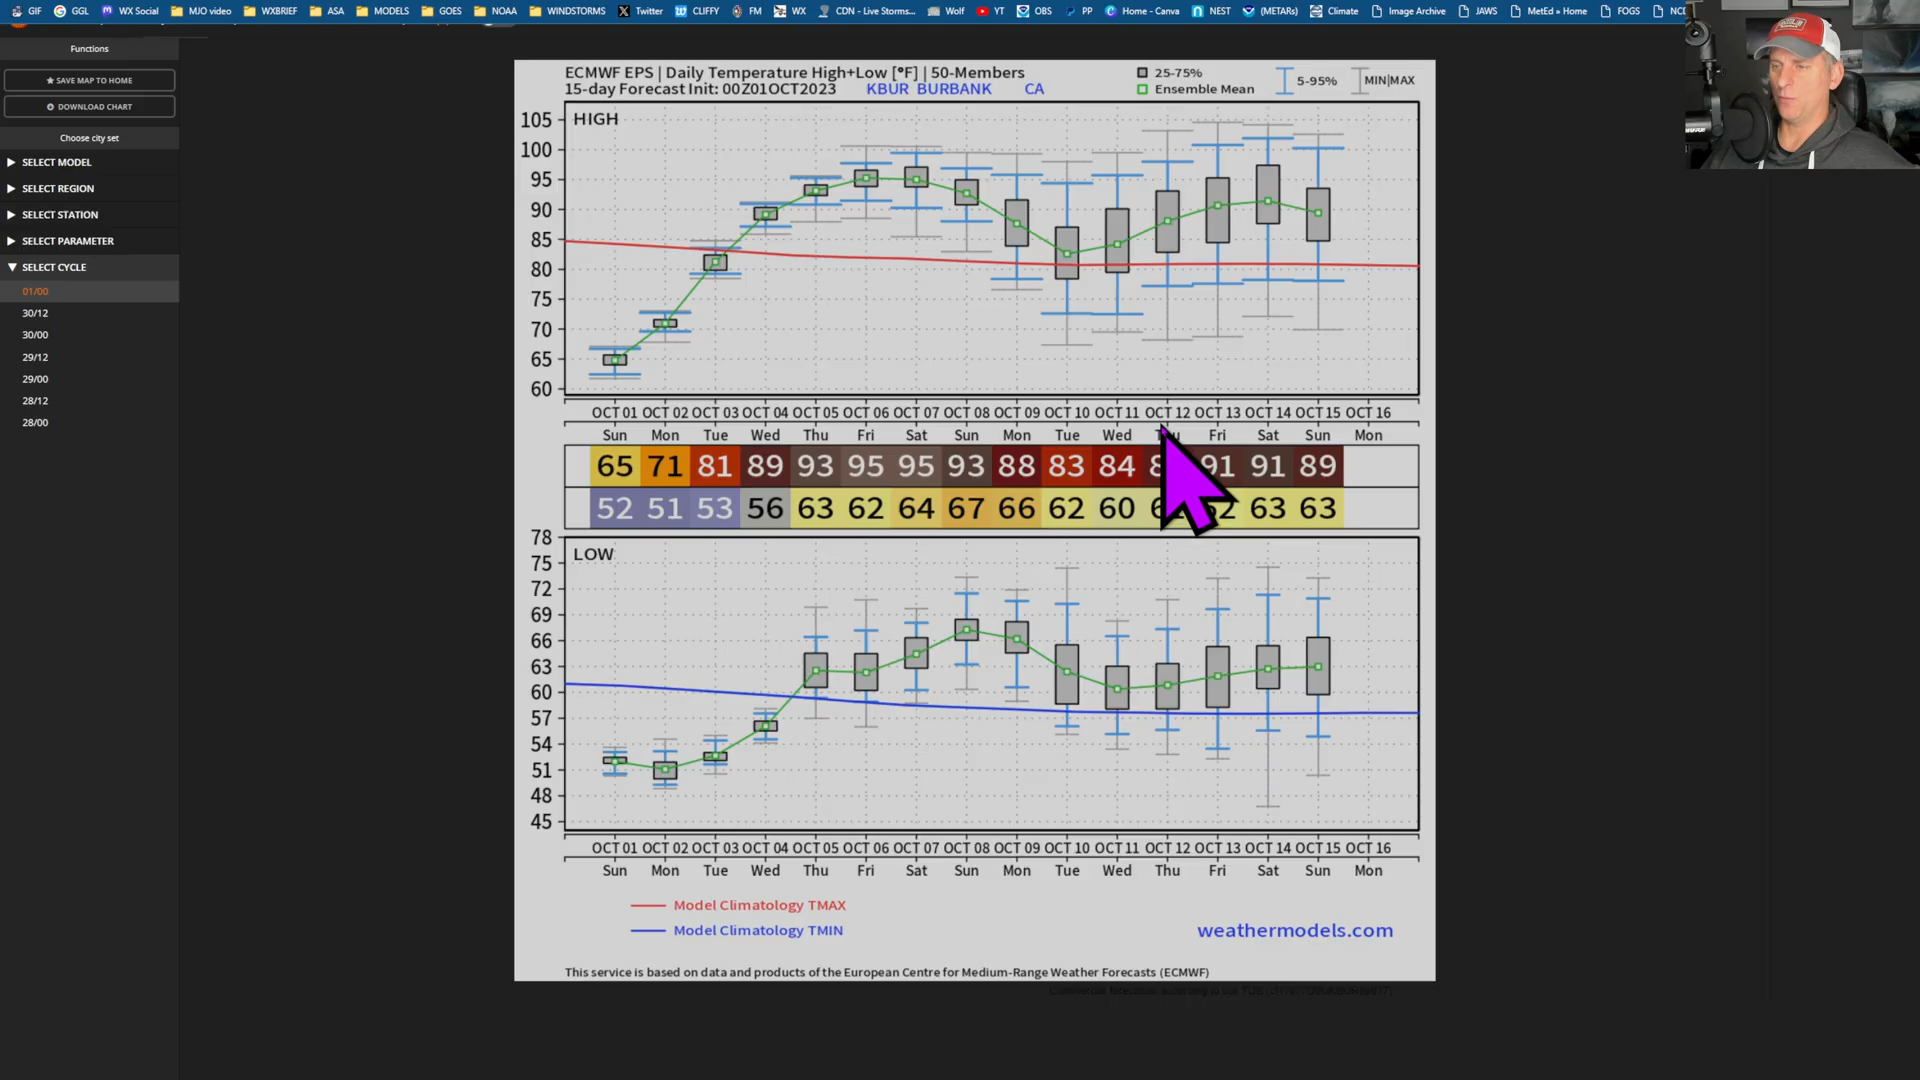 GIF GGL WX Social MJO video WXBRIEF ASA MODELS GOES NOAA WINDSTORMS Twitter CLIFFY FM WX CDN - Live Storms... Wolf YT OBS PP Home - Canva NEST (METARs) Climate Image Archive JAWS MetEd » Home FOGS
Functions
SAVE MAP TO HOME
DOWNLOAD CHART
Choose city set
SELECT MODEL
SELECT REGION
SELECT STATION
SELECT PARAMETER
SELECT CYCLE
01/00
30/12
30/00
29/12
29/00
28/12
28/00
ECMWF EPS | Daily Temperature High+Low [°F] | 50-Members
15-day Forecast Init: 00Z01OCT2023 KBUR BURBANK CA
25-75% 5-95% MIN|MAX
Ensemble Mean
HIGH
105
100
95
90
85
80
75
70
65
60
OCT 01 OCT 02 OCT 03 OCT 04 OCT 05 OCT 06 OCT 07 OCT 08 OCT 09 OCT 10 OCT 11 OCT 12 OCT 13 OCT 14 OCT 15 OCT 16
Sun Mon Tue Wed Thu Fri Sat Sun Mon Tue Wed Thu Fri Sat Sun Mon
65 71 81 89 93 95 95 93 88 83 84 91 91 89
52 51 53 56 63 62 64 67 66 62 60 63 63
LOW
78
75
72
69
66
63
60
57
54
51
48
45
OCT 01 OCT 02 OCT 03 OCT 04 OCT 05 OCT 06 OCT 07 OCT 08 OCT 09 OCT 10 OCT 11 OCT 12 OCT 13 OCT 14 OCT 15 OCT 16
Sun Mon Tue Wed Thu Fri Sat Sun Mon Tue Wed Thu Fri Sat Sun Mon
Model Climatology TMAX
Model Climatology TMIN
weathermodels.com
This service is based on data and products of the European Centre for Medium-Range Weather Forecasts (ECMWF)